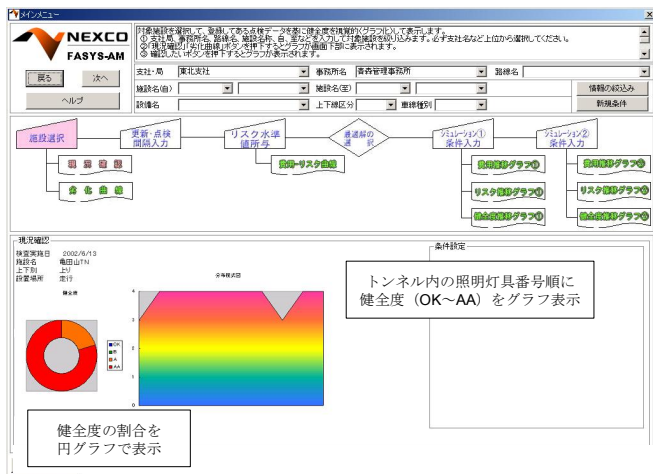 メインメニュー
NEXCO
FASYS-AM
対象施設を選択して、登録してある点検データを基に健全度を視覚的(グラフ化)して表示します。
① 支社局、事務所名、路線名、施設名称、自、至などを入力して対象施設を絞り込みます。必ず支社名など上位から選択してください。
②「現況確認」「劣化曲線」ボタンを押下するとグラフが画面下部に表示されます。
③ 確認したいボタンを押下するとグラフが表示されます。
戻る
次へ
ヘルプ
支社・局
東北支社
事務所名
青森管理事務所
路線名
施設名(自)
施設名(至)
情報の絞込み
設備名
上下線区分
車線種別
新規条件
施設選択
更新・点検
間隔入力
リスク水準
値所与
最適解の
選 択
シミュレーション①
条件入力
シミュレーション②
条件入力
現況確認
費用-リスク曲線
費用推移グラフ①
費用推移グラフ②
劣化曲線
リスク推移グラフ①
リスク推移グラフ②
健全度推移グラフ①
健全度推移グラフ②
現況確認
検査実施日 2002/6/13
施設名 亀田山TN
上下別 上り
設置場所 走行
条件設定
健全度
分布模式図
OK
B
A
AA
4
3
2
1
0
トンネル内の照明灯具番号順に
健全度（OK～AA）をグラフ表示
健全度の割合を
円グラフで表示